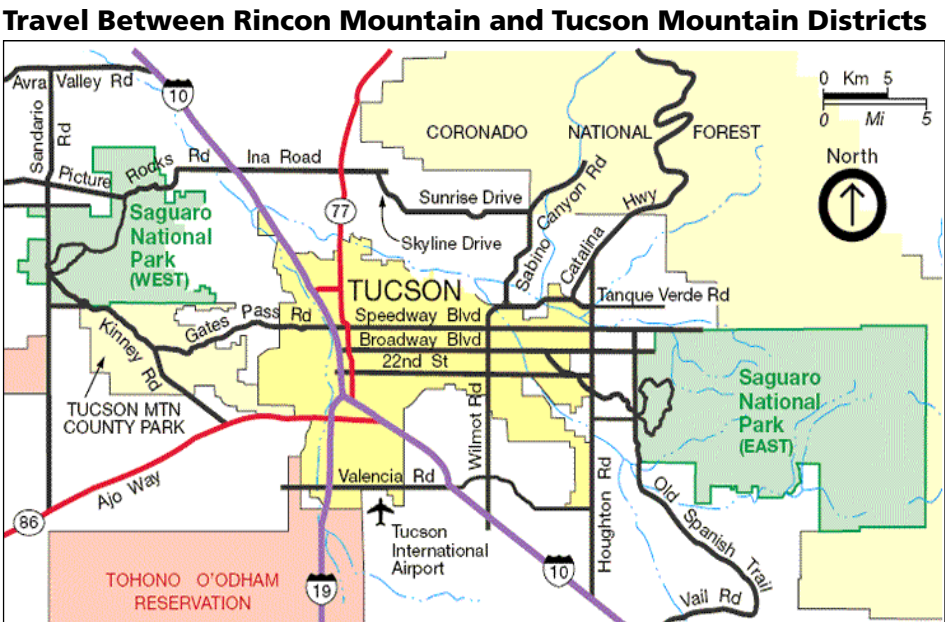 Travel Between Rincon Mountain and Tucson Mountain Districts
Avra Valley Rd
10
0 Km 5
0 Mi 5
Sandario Rd
CORONADO NATIONAL FOREST
North
Picture Rocks Rd
Ina Road
Sunrise Drive
Sabino Canyon Rd
Catalina Hwy
77
Skyline Drive
Saguaro
National
Park
(WEST)
TUCSON
Tanque Verde Rd
Kinney Rd
Gates Pass Rd
Speedway Blvd
Broadway Blvd
22nd St
TUCSON MTN
COUNTY PARK
Wilmot Rd
Saguaro
National
Park
(EAST)
Ajo Way
86
Valencia Rd
Houghton Rd
Old Spanish Trail
Tucson
International
Airport
TOHONO O'ODHAM
RESERVATION
19
10
Vail Rd